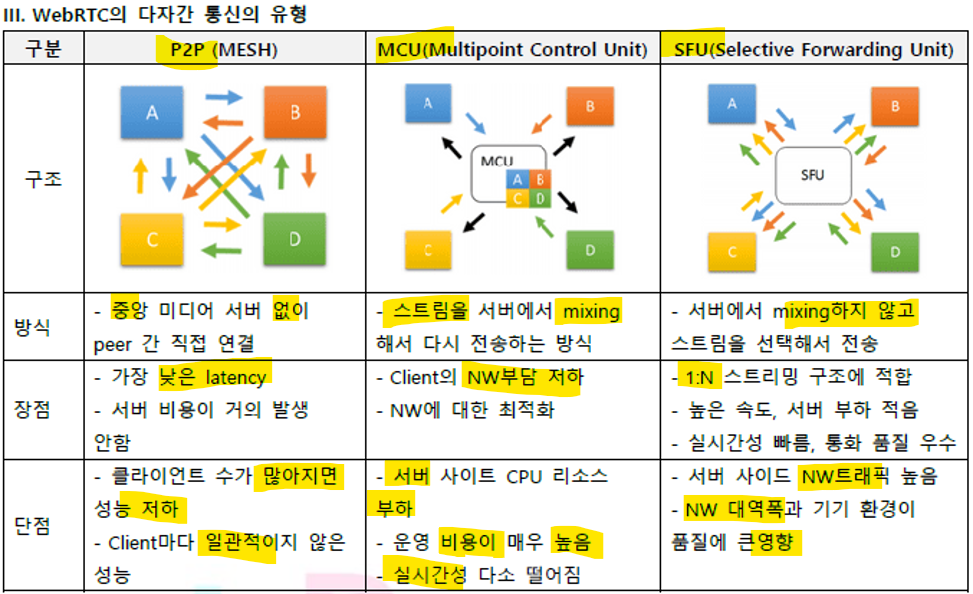 III. WebRTC의 다자간 통신의 유형
구분
P2P (MESH)
MCU(Multipoint Control Unit)
SFU(Selective Forwarding Unit)
구조
A
B
C
D
A
B
MCU
A B
C D
C
D
A
B
SFU
C
D
방식
- 중앙 미디어 서버 없이
peer 간 직접 연결
- 스트림을 서버에서 mixing
해서 다시 전송하는 방식
- 서버에서 mixing하지 않고
스트림을 선택해서 전송
장점
- 가장 낮은 latency
- 서버 비용이 거의 발생
안함
- Client의 NW부담 저하
- NW에 대한 최적화
- 1:N 스트리밍 구조에 적합
- 높은 속도, 서버 부하 적음
- 실시간성 빠름, 통화 품질 우수
단점
- 클라이언트 수가 많아지면
성능 저하
- Client마다 일관적이지 않은
성능
- 서버 사이트 CPU 리소스
부하
- 운영 비용이 매우 높음
- 실시간성 다소 떨어짐
- 서버 사이드 NW트래픽 높음
- NW 대역폭과 기기 환경이
품질에 큰영향